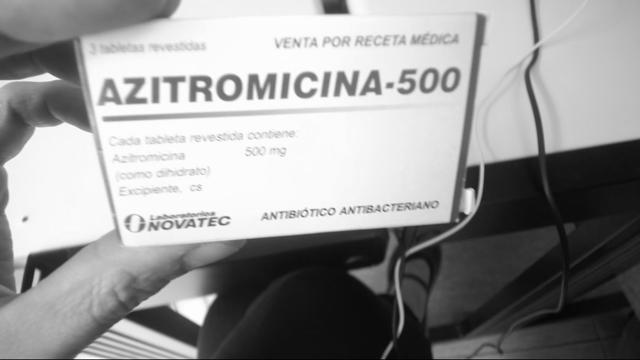 3 tabletas revestidas
VENTA POR RECETA MÉDICA
AZITROMICINA-500
Cada tableta revestida contiene:
Azitromicina 500 mg
(como dihidrato)
Excipiente, cs
Laboratorios
NOVATEC
ANTIBIÓTICO ANTIBACTERIANO